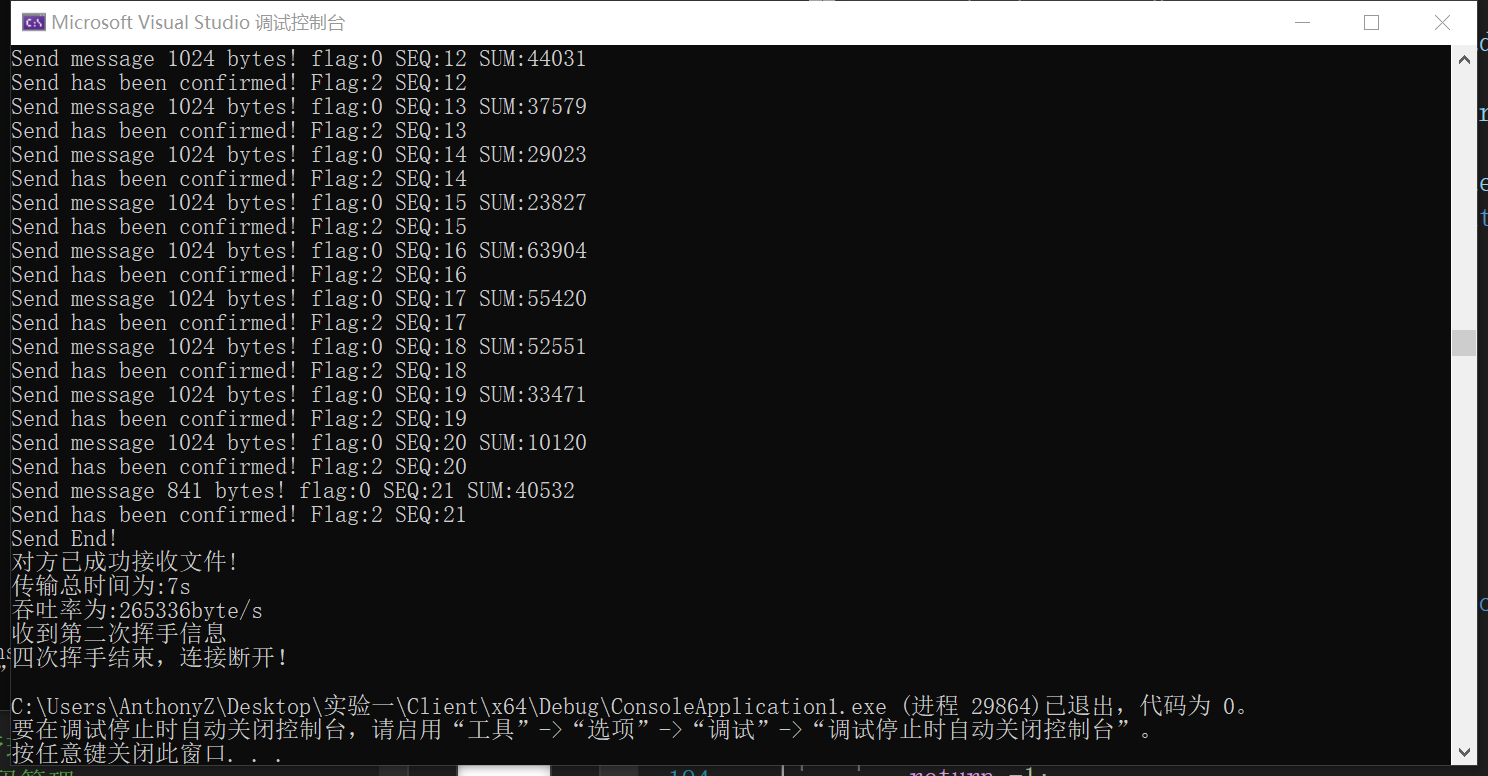 Microsoft Visual Studio 调试控制台
Send message 1024 bytes! flag:0 SEQ:12 SUM:44031
Send has been confirmed! Flag:2 SEQ:12
Send message 1024 bytes! flag:0 SEQ:13 SUM:37579
Send has been confirmed! Flag:2 SEQ:13
Send message 1024 bytes! flag:0 SEQ:14 SUM:29023
Send has been confirmed! Flag:2 SEQ:14
Send message 1024 bytes! flag:0 SEQ:15 SUM:23827
Send has been confirmed! Flag:2 SEQ:15
Send message 1024 bytes! flag:0 SEQ:16 SUM:63904
Send has been confirmed! Flag:2 SEQ:16
Send message 1024 bytes! flag:0 SEQ:17 SUM:55420
Send has been confirmed! Flag:2 SEQ:17
Send message 1024 bytes! flag:0 SEQ:18 SUM:52551
Send has been confirmed! Flag:2 SEQ:18
Send message 1024 bytes! flag:0 SEQ:19 SUM:33471
Send has been confirmed! Flag:2 SEQ:19
Send message 1024 bytes! flag:0 SEQ:20 SUM:10120
Send has been confirmed! Flag:2 SEQ:20
Send message 841 bytes! flag:0 SEQ:21 SUM:40532
Send has been confirmed! Flag:2 SEQ:21
Send End!
对方已成功接收文件!
传输总时间为:7s
吞吐率为:265336byte/s
收到第二次挥手信息
四次挥手结束，连接断开！
C:\Users\AnthonyZ\Desktop\实验一\Client\x64\Debug\ConsoleApplication1.exe (进程 29864)已退出，代码为 0。
要在调试停止时自动关闭控制台，请启用“工具”->“选项”->“调试”->“调试停止时自动关闭控制台”。
按任意键关闭此窗口. . .